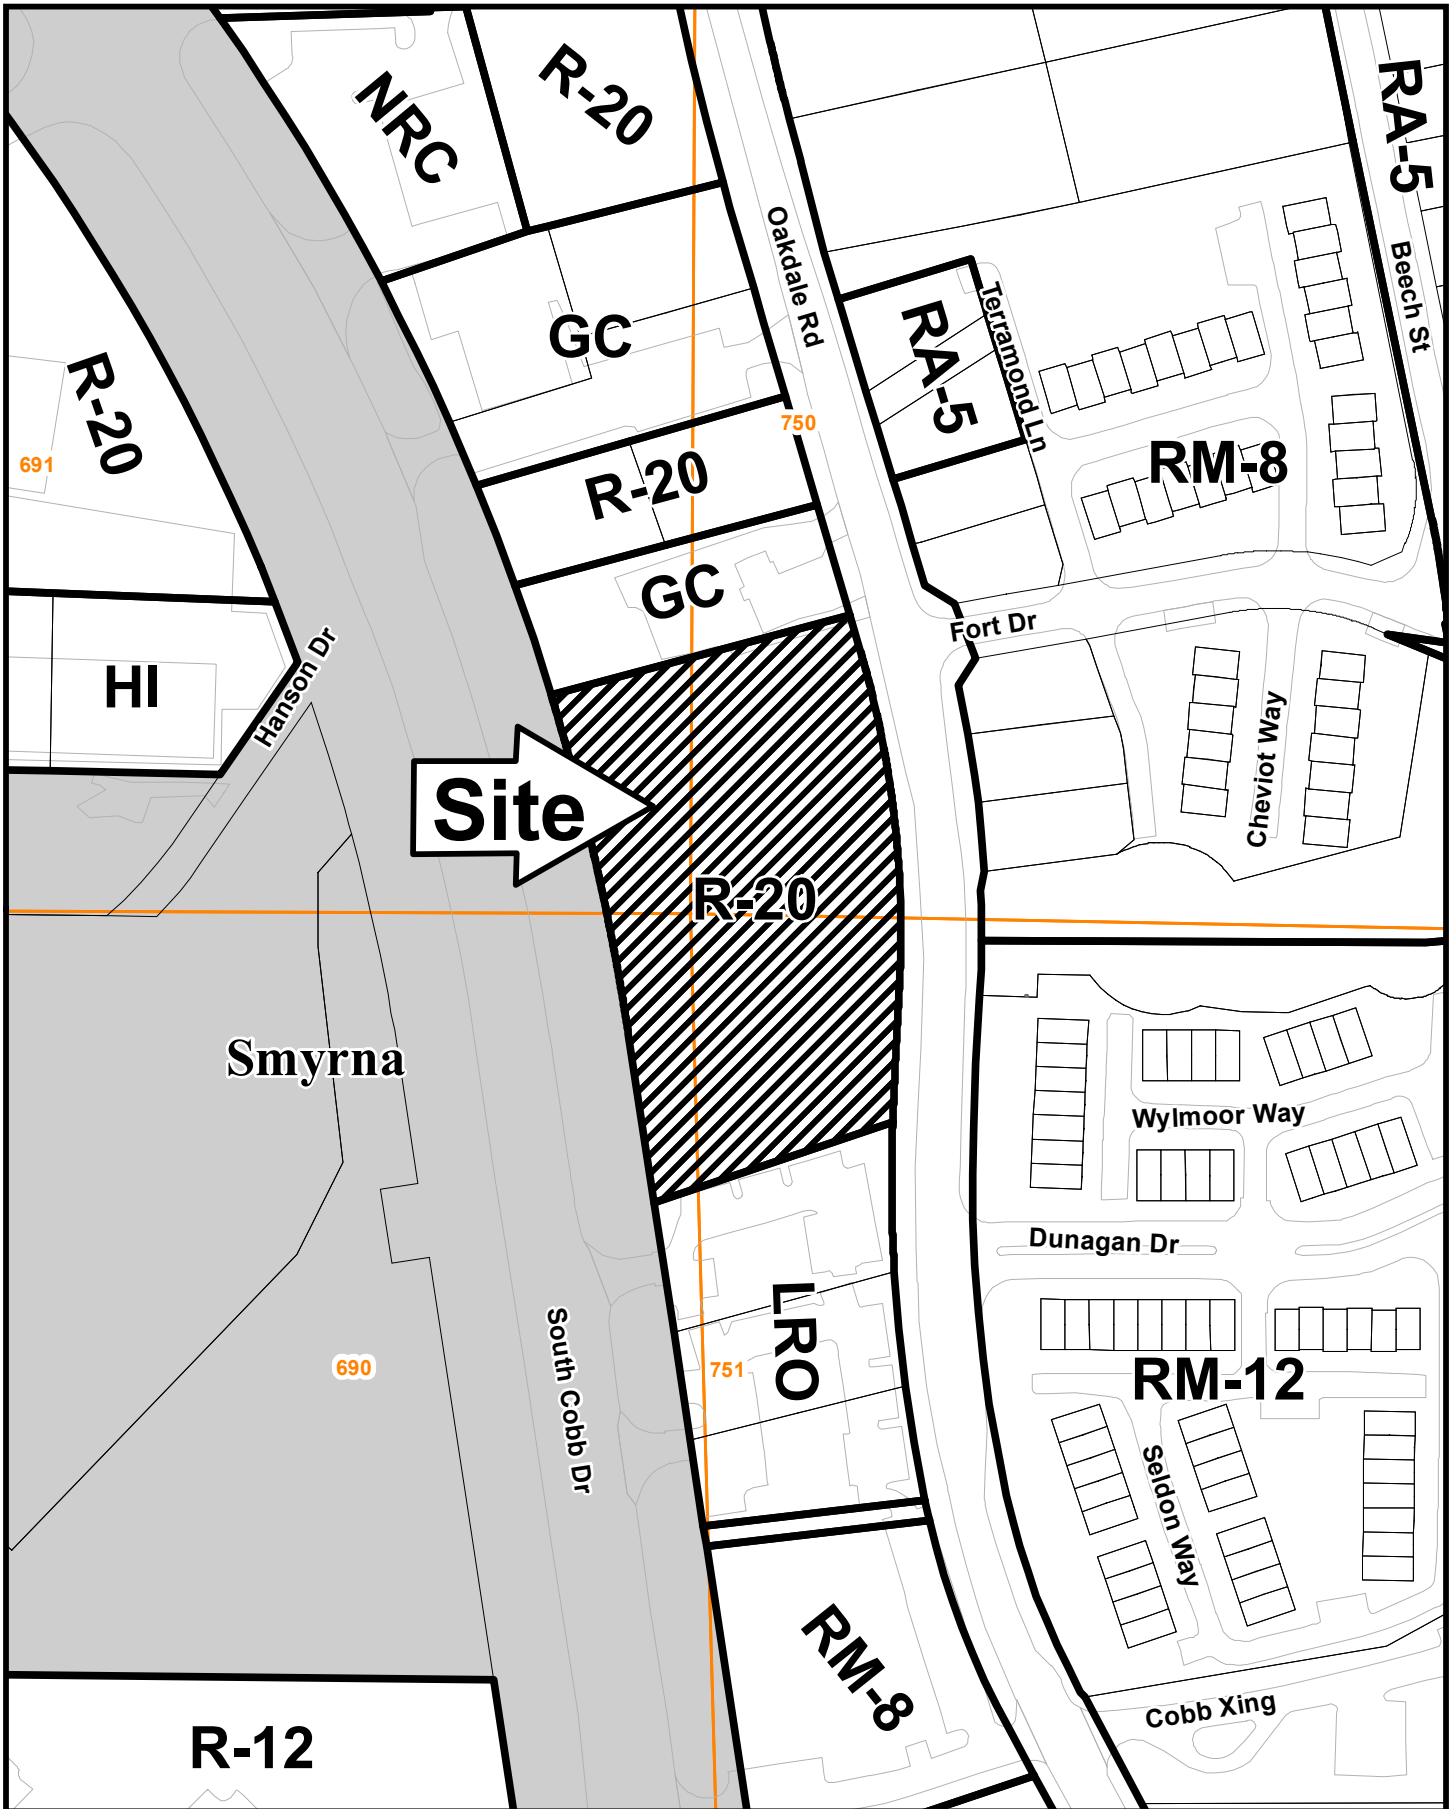 NRC
R-20
RA-5
Oakdale Rd
Beech St
GC
RA-5
Terramond Ln
R-20
691
750
R-20
RM-8
GC
Fort Dr
HI
Hanson Dr
Cheviot Way
Site
R-20
Smyrna
Wylmoor Way
Dunagan Dr
LRO
South Cobb Dr
690
751
RM-12
Seldon Way
RM-8
Cobb Xing
R-12